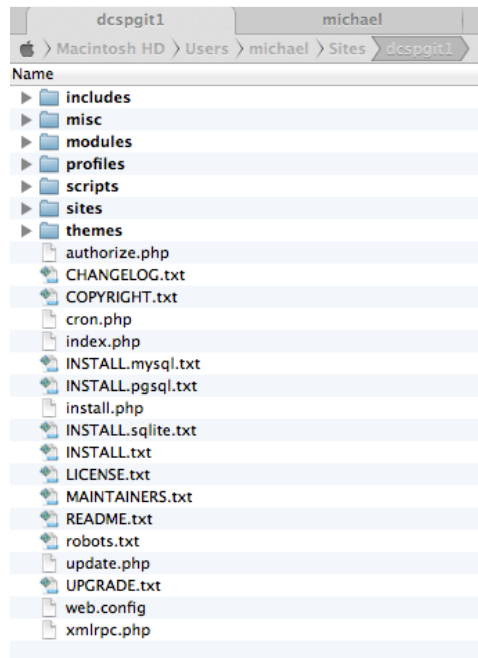 dcspgit1 michael
Macintosh HD Users michael Sites dcspgit1
Name
includes
misc
modules
profiles
scripts
sites
themes
authorize.php
CHANGELOG.txt
COPYRIGHT.txt
cron.php
index.php
INSTALL.mysql.txt
INSTALL.pgsql.txt
install.php
INSTALL.sqlite.txt
INSTALL.txt
LICENSE.txt
MAINTAINERS.txt
README.txt
robots.txt
update.php
UPGRADE.txt
web.config
xmlrpc.php